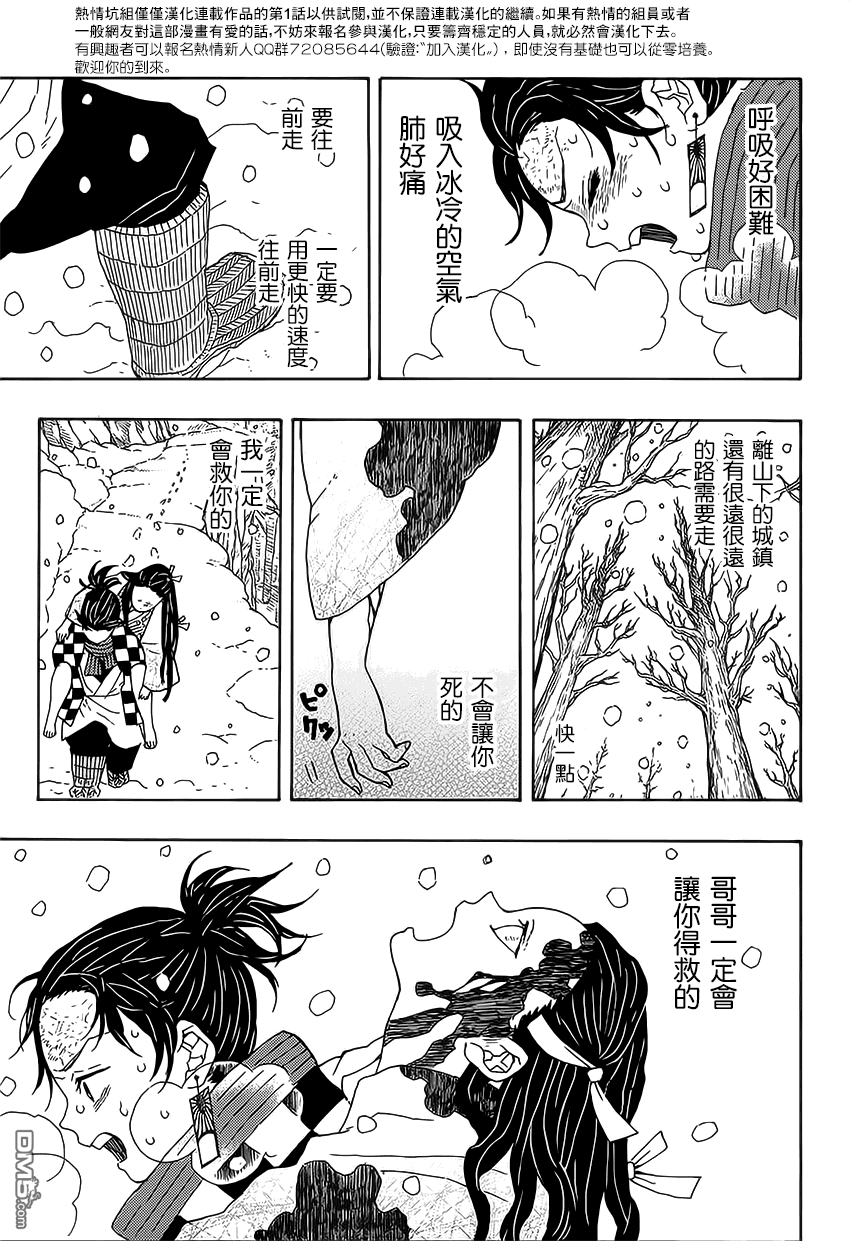 熱情坑組僅僅漢化連載作品的第1話以供試閱,並不保證連載漢化的繼續。如果有熱情的組員或者
一般網友對這部漫畫有愛的話,不妨來報名參與漢化,只要籌齊穩定的人員,就必然會漢化下去。
有興趣者可以報名熱情新人QQ群72085644(驗證:〝加入漢化〟)，即使沒有基礎也可以從零培養。
歡迎你的到來。
呼吸好困難
吸入冰冷的空氣
肺好痛
要往
前走
一定要
用更快的速度
往前走
離山下的城鎮
還有很遠很遠
的路需要走
快一點
不會讓你
死的
ピクッ
我一定
會救你的
哥哥一定會
讓你得救的
DM5.COM